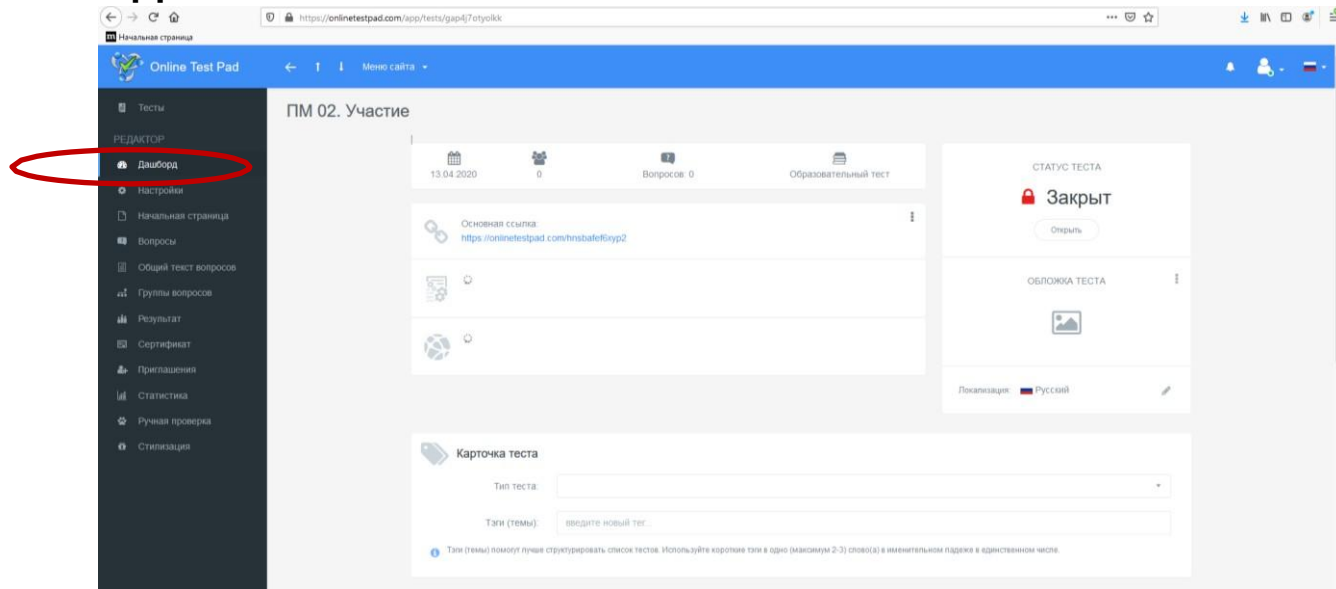 https://onlinetestpad.com/app/tests/gap4j7otyolkk
Начальная страница
Online Test Pad
Меню сайта
Тесты
ПМ 02. Участие
РЕДАКТОР
Дашборд
Настройки
Начальная страница
Вопросы
Общий текст вопросов
Группы вопросов
Результат
Сертификат
Приглашения
Статистика
Ручная проверка
Стилизация
13.04.2020
0
Вопросов: 0
Образовательный тест
Основная ссылка:
СТАТУС ТЕСТА
Закрыт
Открыть
ОБЛОЖКА ТЕСТА
Локализация: Русский
Карточка теста
Тип теста:
Тэги (темы): введите новый тег...
Тэги (темы) помогут лучше структурировать список тестов. Используйте короткие тэги в одно (максимум 2-3) слово(а) в именительном падеже в единственном числе.